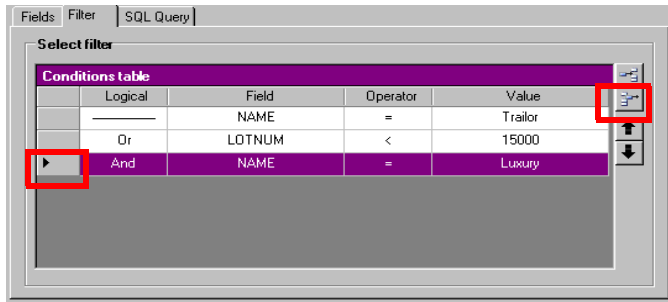 Fields Filter SQL Query
Select filter
Conditions table
Logical Field Operator Value
NAME = Trailor
Or LOTNUM < 15000
And NAME = Luxury